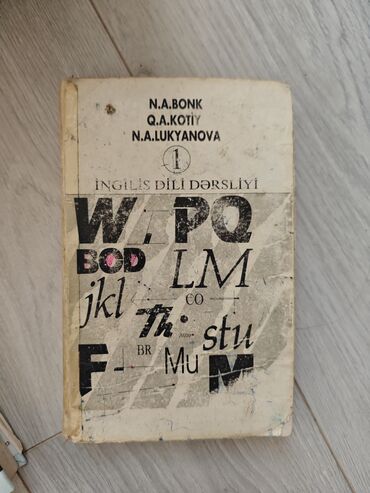 N.A.BONK
Q.A.KOTİY
N.A.LUKYANOVA
1
İNGİLİS DİLİ DƏRSLİYİ
W. PQ
BOD LM
jkl CO
Th stu
F BR Mu M